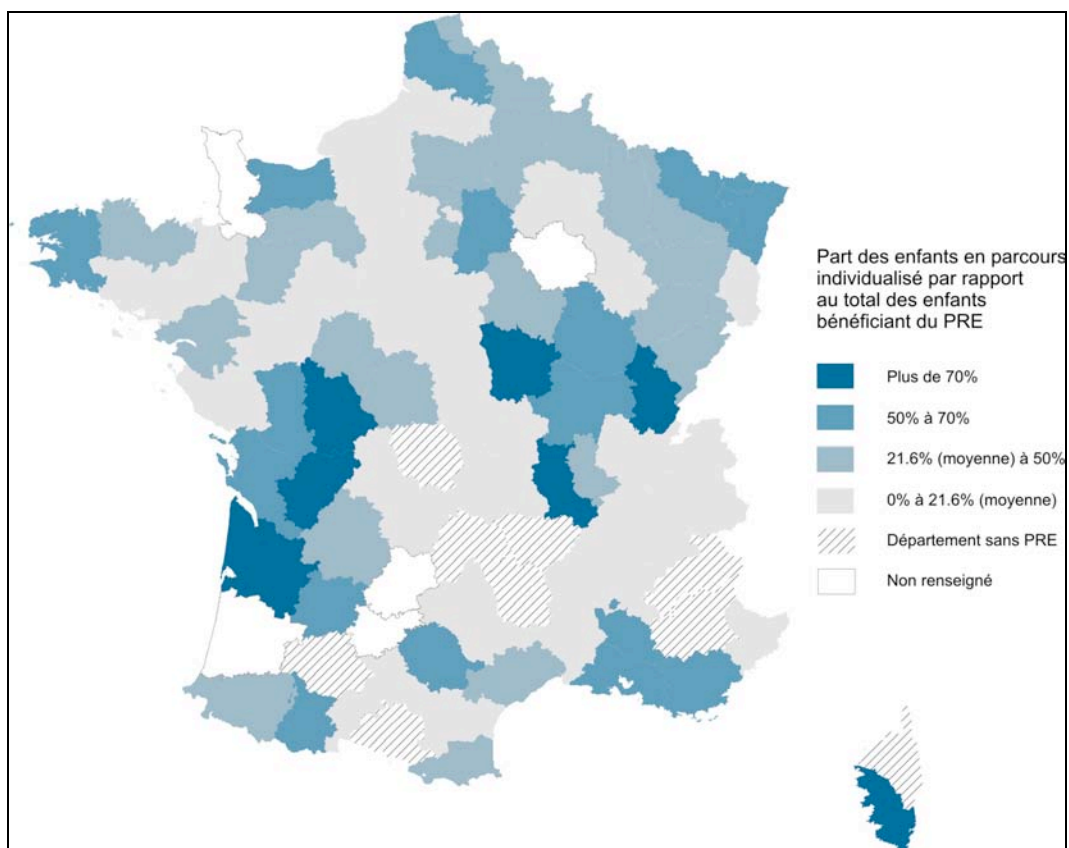 Part des enfants en parcours
individualisé par rapport
au total des enfants
bénéficiant du PRE
Plus de 70%
50% à 70%
21.6% (moyenne) à 50%
0% à 21.6% (moyenne)
Département sans PRE
Non renseigné